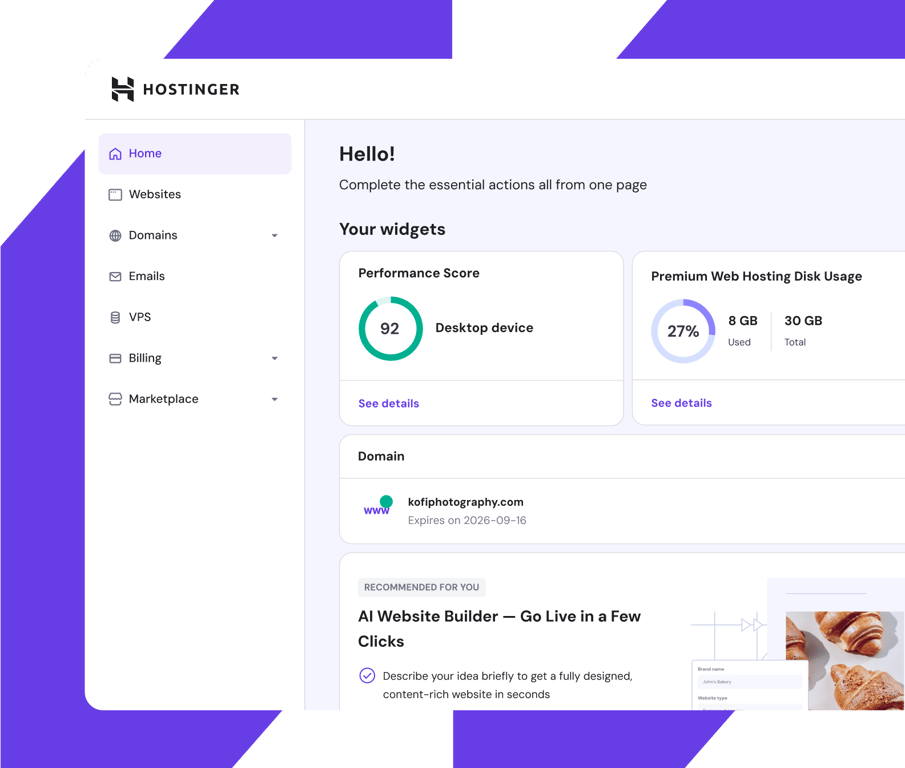 HOSTINGER
Home
Websites
Domains
Emails
VPS
Billing
Marketplace
Hello!
Complete the essential actions all from one page
Your widgets
Performance Score
92
Desktop device
See details
Premium Web Hosting Disk Usage
27%
8 GB
Used
30 GB
Total
See details
Domain
www
kofiphotography.com
Expires on 2026-09-16
RECOMMENDED FOR YOU
AI Website Builder — Go Live in a Few
Clicks
Describe your idea briefly to get a fully designed,
content-rich website in seconds
Brand name
John's Bakery
Website type